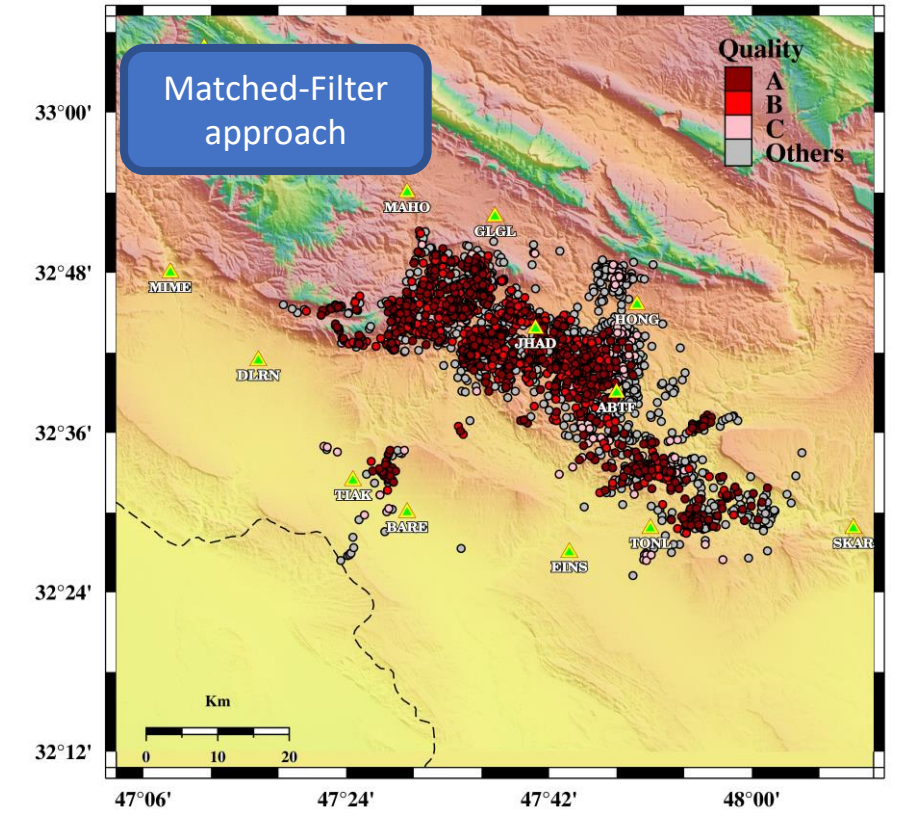 Matched-Filter
approach
Quality
A
B
C
Others
33°00'
32°48'
32°36'
32°24'
32°12'
MAHO
GLGL
MIME
HONG
JHAD
DLRN
ABTF
TIAK
BARE
TONL
SKAR
EINS
Km
0 10 20
47°06' 47°24' 47°42' 48°00'